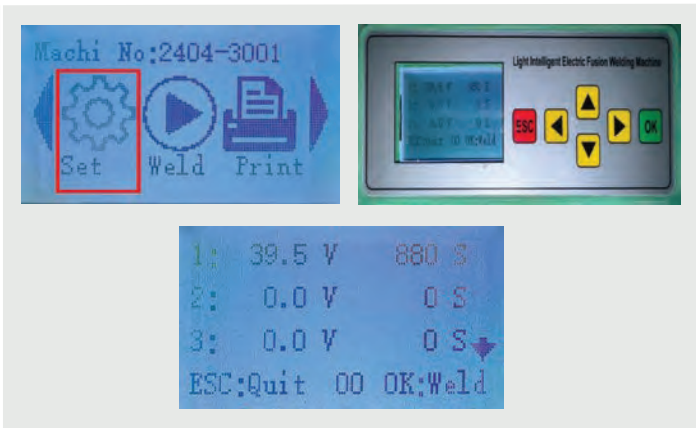 Machi No:2404-3001
Set Weld Print
Light Intelligent Electric Fusion Welding Machine
ESC
OK
1: 39.5 V 880 S
2: 0.0 V 0 S
3: 0.0 V 0 S
ESC:Quit 00 OK:Weld